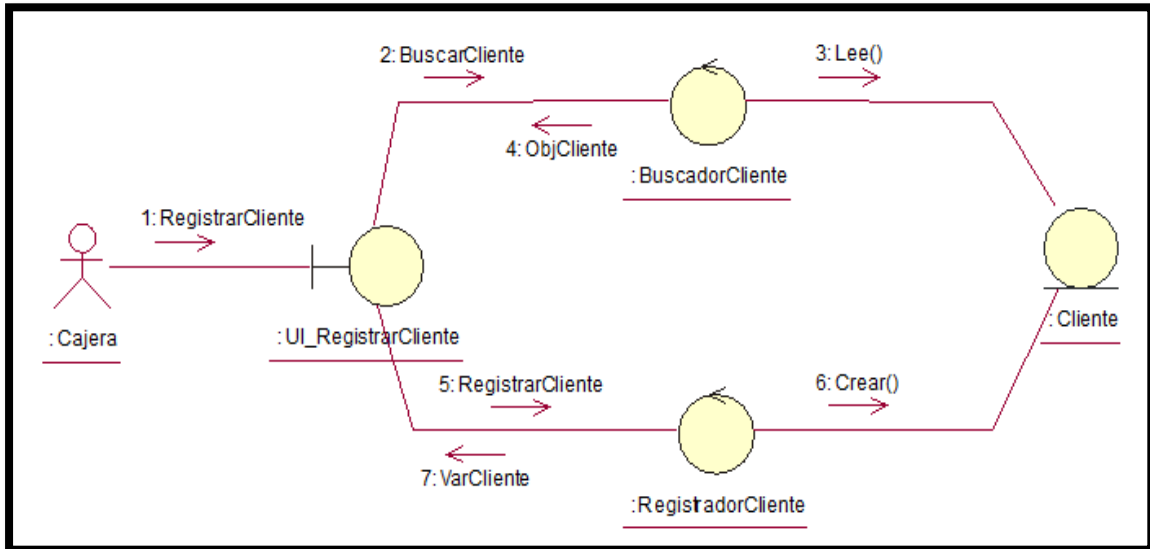 2: BuscarCliente
3: Lee()
4: ObjCliente
: BuscadorCliente
1: RegistrarCliente
: Cajera
: UI_RegistrarCliente
: Cliente
5: RegistrarCliente
6: Crear()
7: VarCliente
:RegistradorCliente